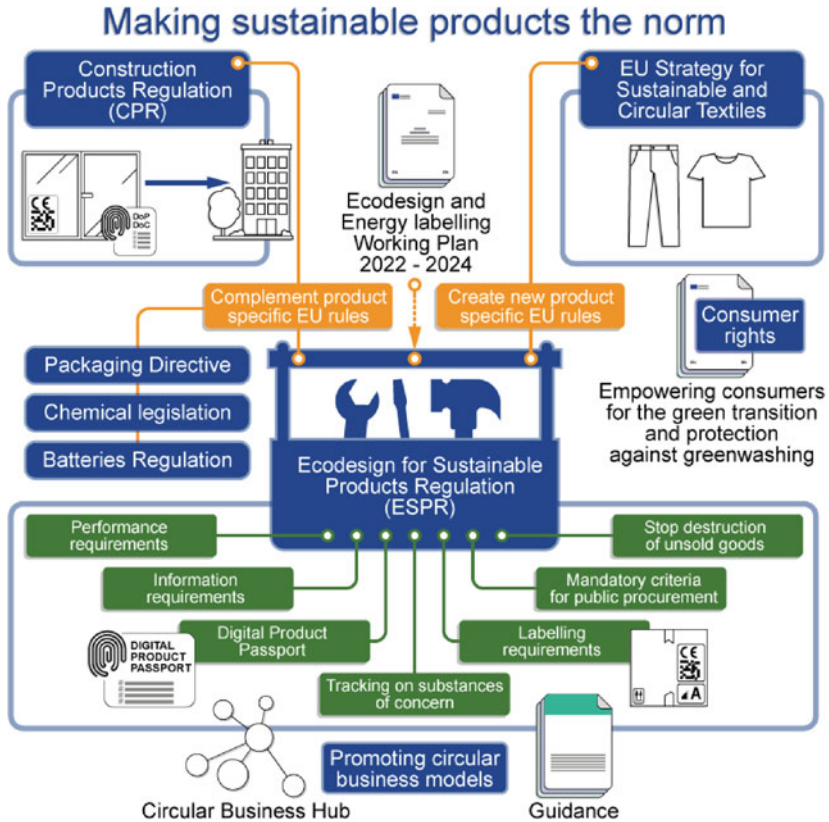 Making sustainable products the norm
Construction
Products Regulation
(CPR)
EU Strategy for
Sustainable and
Circular Textiles
CE
DoP
DoC
Ecodesign and
Energy labelling
Working Plan
2022 - 2024
Complement product
specific EU rules
Create new product
specific EU rules
Consumer
rights
Packaging Directive
Chemical legislation
Batteries Regulation
Empowering consumers
for the green transition
and protection
against greenwashing
Ecodesign for Sustainable
Products Regulation
(ESPR)
Performance
requirements
Stop destruction
of unsold goods
Information
requirements
Mandatory criteria
for public procurement
Digital Product
Passport
Labelling
requirements
DIGITAL
PRODUCT
PASSPORT
CE
A
Tracking on substances
of concern
Promoting circular
business models
Circular Business Hub
Guidance